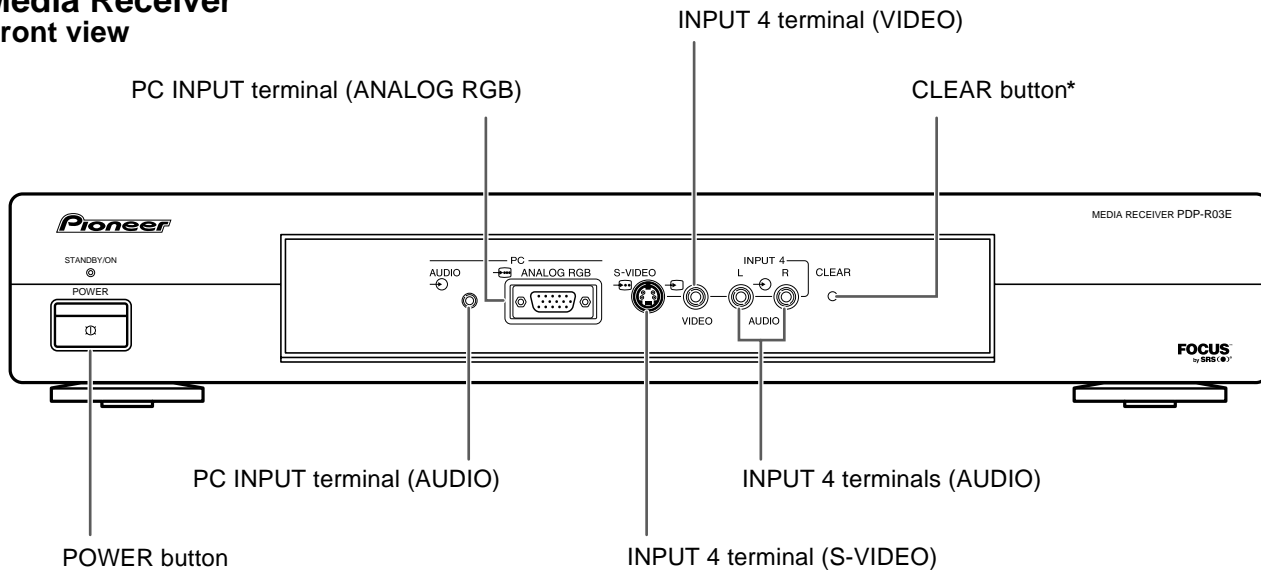 Media Receiver
Front view
INPUT 4 terminal (VIDEO)
PC INPUT terminal (ANALOG RGB)
CLEAR button*
Pioneer
MEDIA RECEIVER PDP-R03E
STANDBY/ON
POWER
PC
AUDIO
ANALOG RGB
S-VIDEO
INPUT 4
L
R
CLEAR
VIDEO
AUDIO
FOCUS
by SRS(●)®
PC INPUT terminal (AUDIO)
INPUT 4 terminals (AUDIO)
POWER button
INPUT 4 terminal (S-VIDEO)